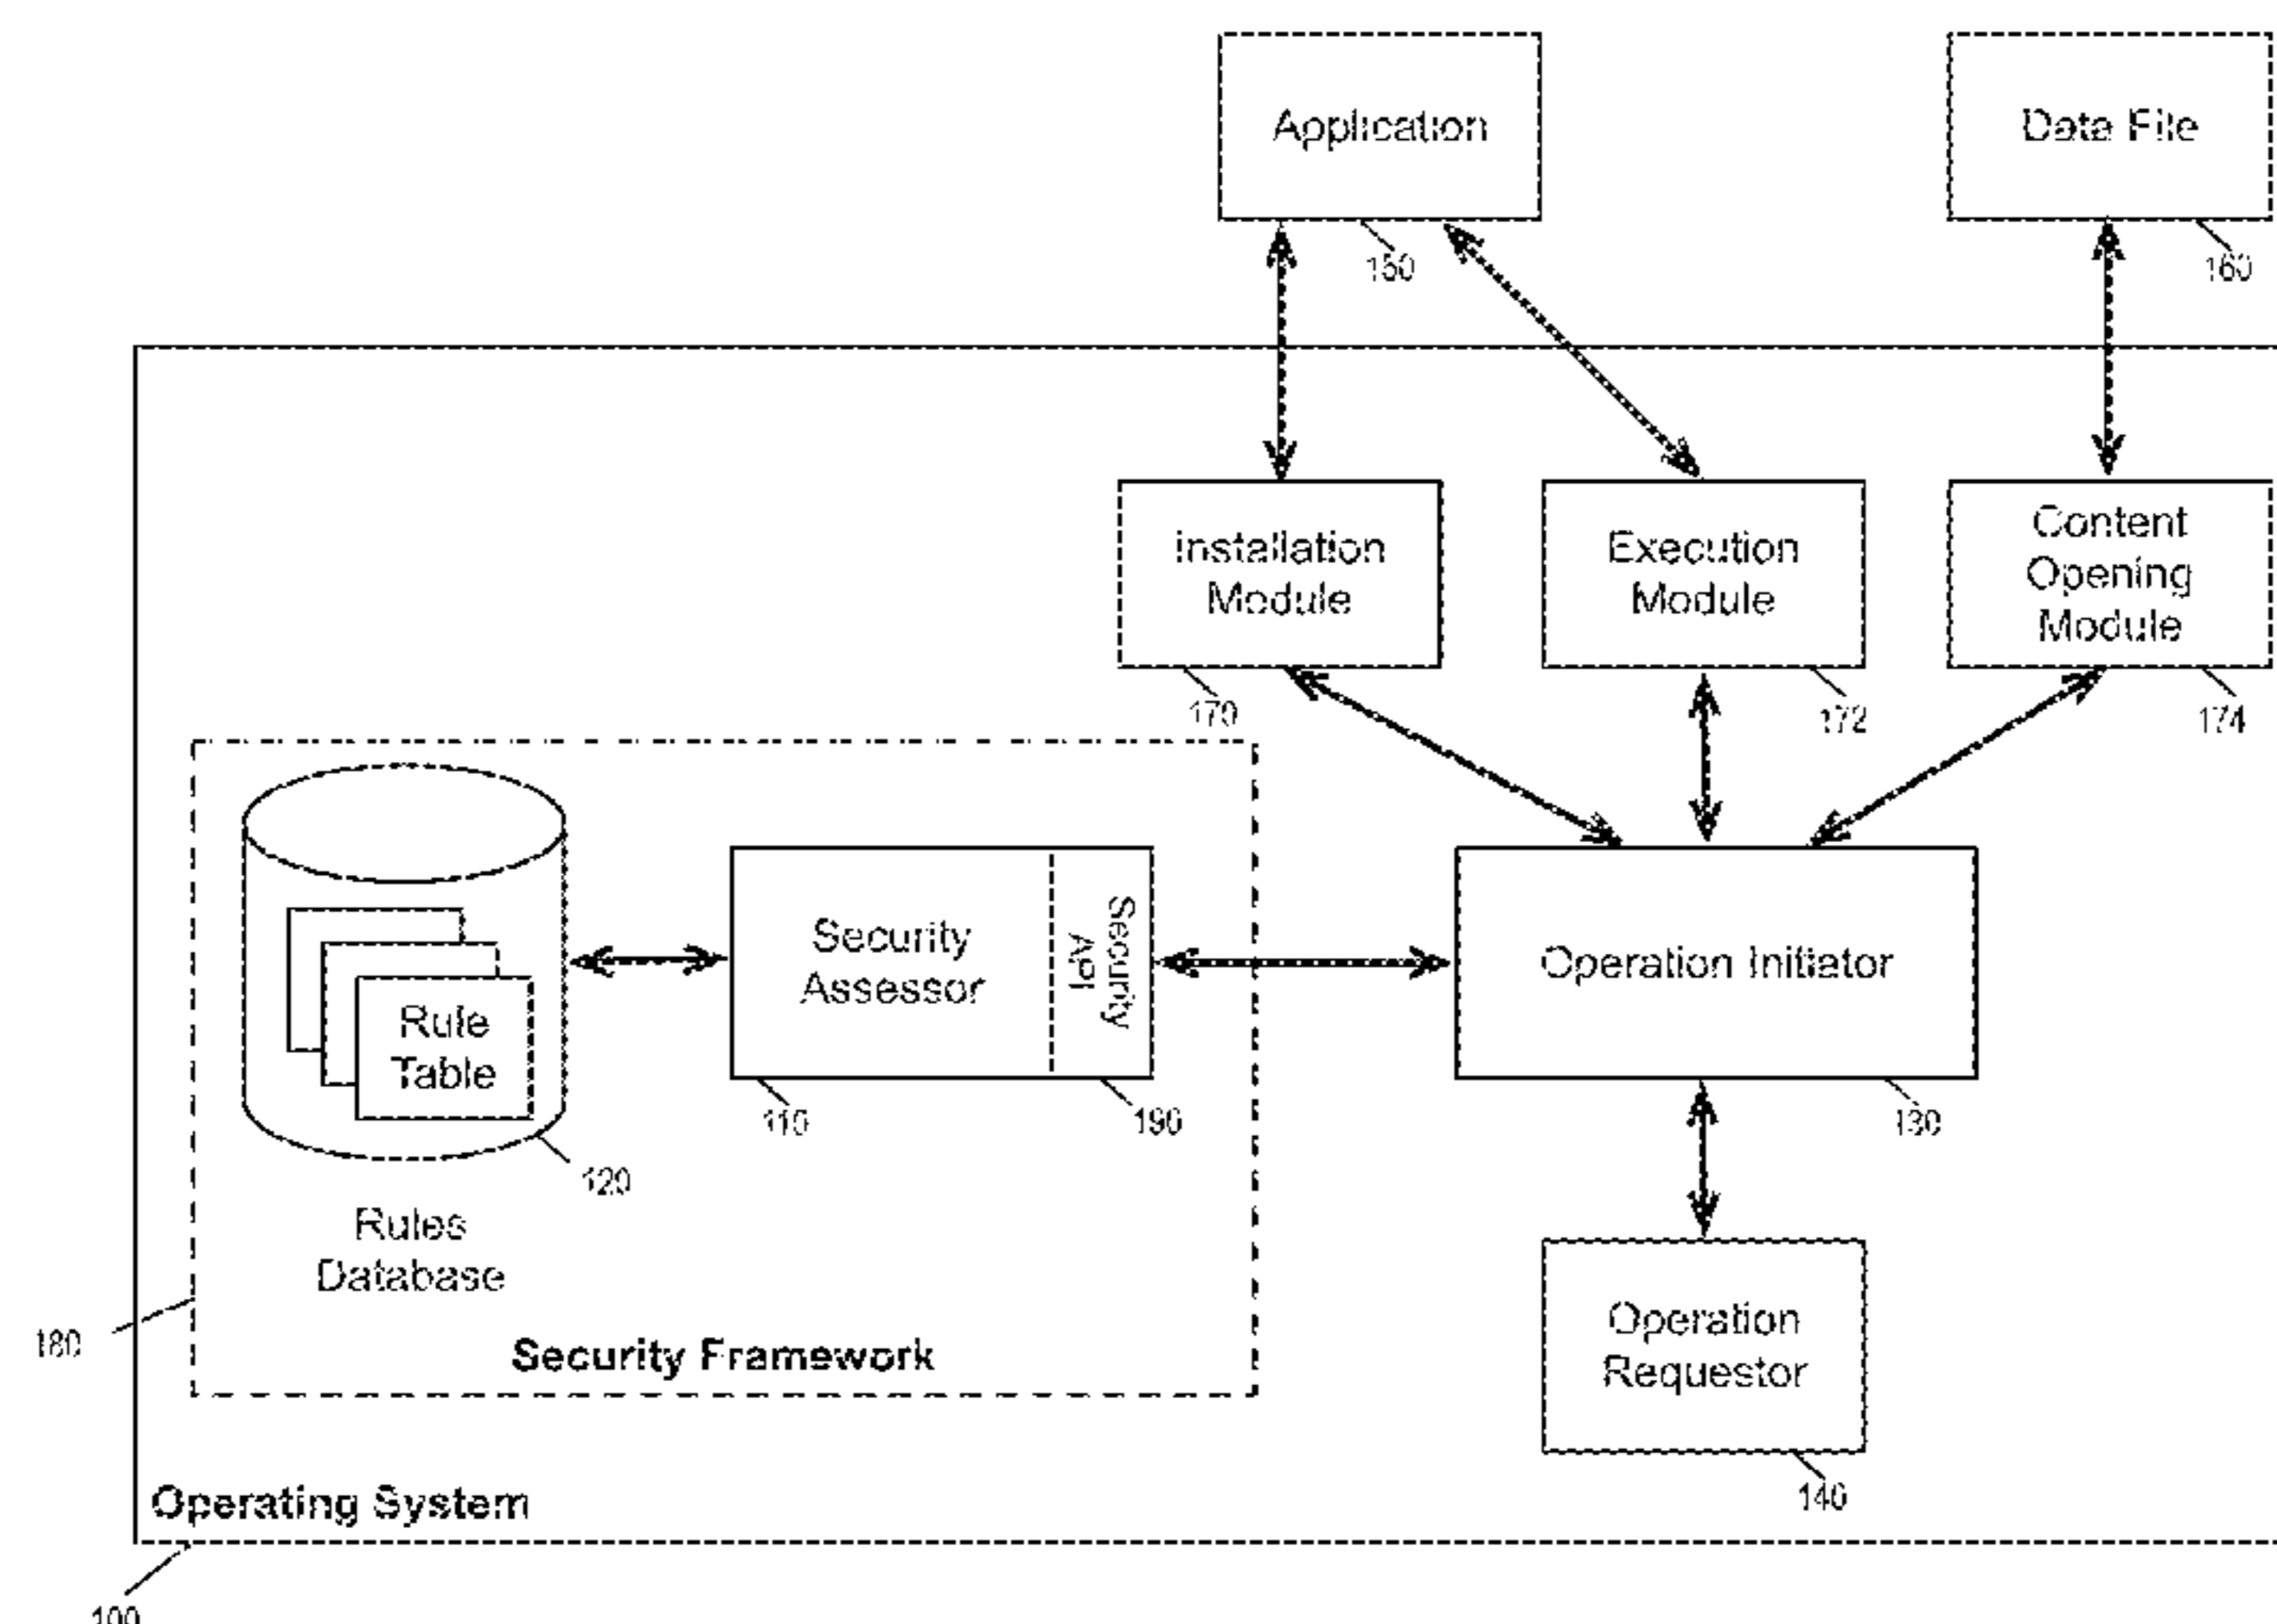 Application
Data File
150
160
Installation
Module
Execution
Module
Content
Opening
Module
170
172
174
Security
Assessor
Security
API
Operation Initiator
Rule
Table
110
190
130
120
Rules
Database
Operation
Requestor
180
Security Framework
140
Operating System
100